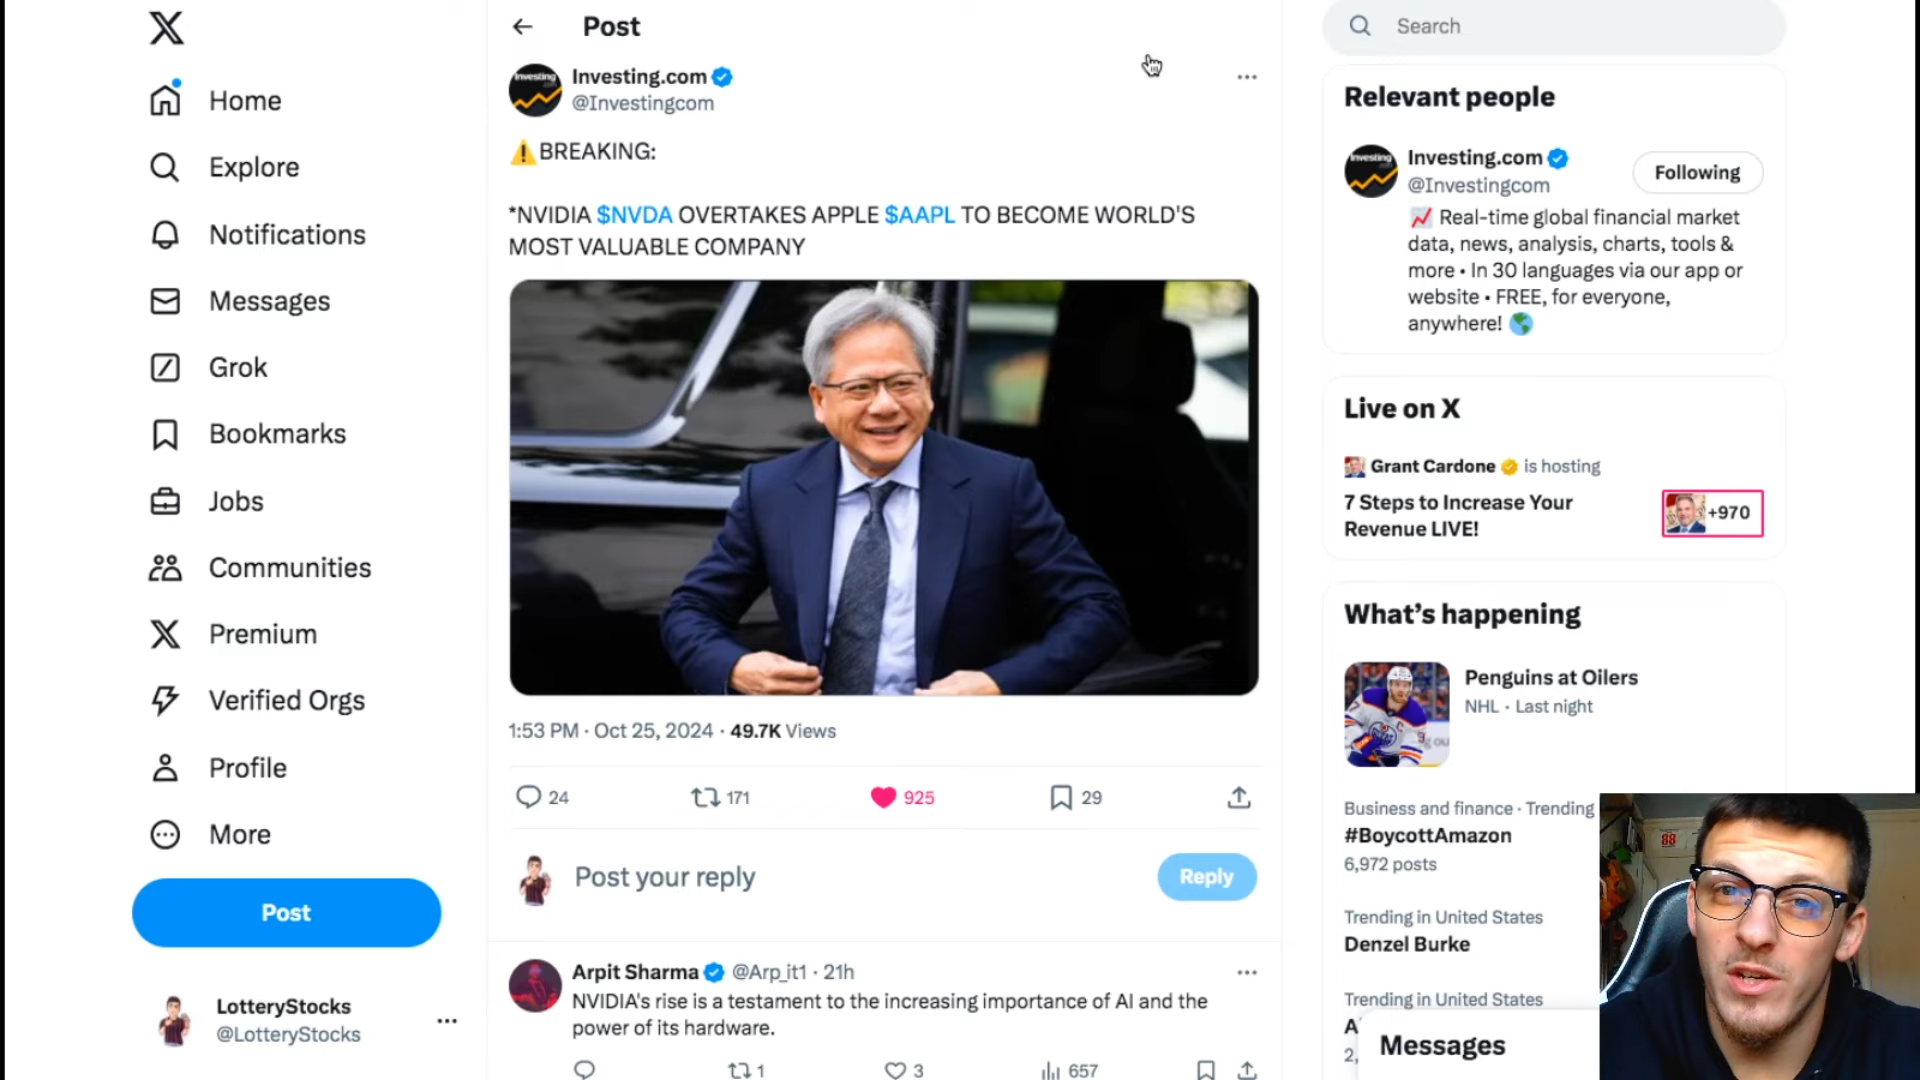 Home
Explore
Notifications
Messages
Grok
Bookmarks
Jobs
Communities
Premium
Verified Orgs
Profile
More
Post
LotteryStocks
@LotteryStocks
Post
Investing.com
@Investingcom
⚠️BREAKING:
*NVIDIA $NVDA OVERTAKES APPLE $AAPL TO BECOME WORLD'S
MOST VALUABLE COMPANY
1:53 PM · Oct 25, 2024 · 49.7K Views
24 171 925 29
Post your reply
Reply
Arpit Sharma @Arp_it1 · 21h
NVIDIA's rise is a testament to the increasing importance of AI and the
power of its hardware.
1 3 657
Search
Relevant people
Investing.com
@Investingcom
Following
📈 Real-time global financial market
data, news, analysis, charts, tools &
more • In 30 languages via our app or
website • FREE, for everyone,
anywhere! 🌎
Live on X
Grant Cardone is hosting
7 Steps to Increase Your
Revenue LIVE!
+970
What's happening
Penguins at Oilers
NHL · Last night
Business and finance · Trending
#BoycottAmazon
6,972 posts
Trending in United States
Denzel Burke
Trending in United States
A
2,
Messages
88